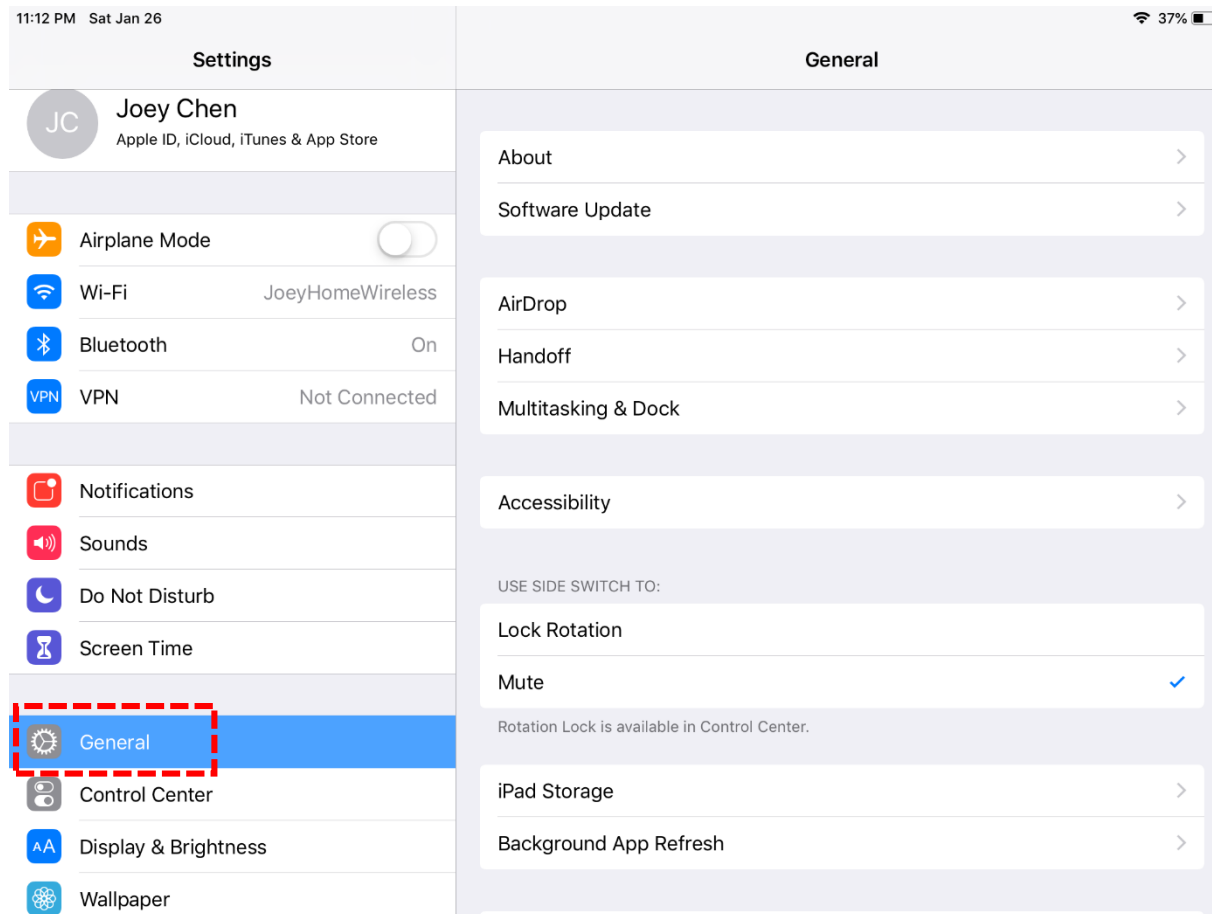 11:12 PM Sat Jan 26
37%
Settings
JC
Joey Chen
Apple ID, iCloud, iTunes & App Store
Airplane Mode
Wi-Fi JoeyHomeWireless
Bluetooth On
VPN VPN Not Connected
Notifications
Sounds
Do Not Disturb
Screen Time
General
Control Center
AA Display & Brightness
Wallpaper
General
About
Software Update
AirDrop
Handoff
Multitasking & Dock
Accessibility
USE SIDE SWITCH TO:
Lock Rotation
Mute
Rotation Lock is available in Control Center.
iPad Storage
Background App Refresh